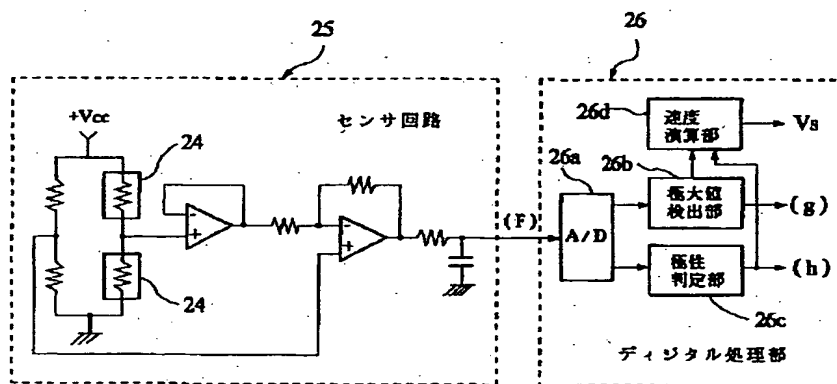 25
26
+Vcc
センサ回路
24
24
-
+
-
+
(F)
26a
A/D
26d
速度
演算部
Vs
26b
極大値
検出部
(g)
極性
判定部
(h)
26c
ディジタル処理部